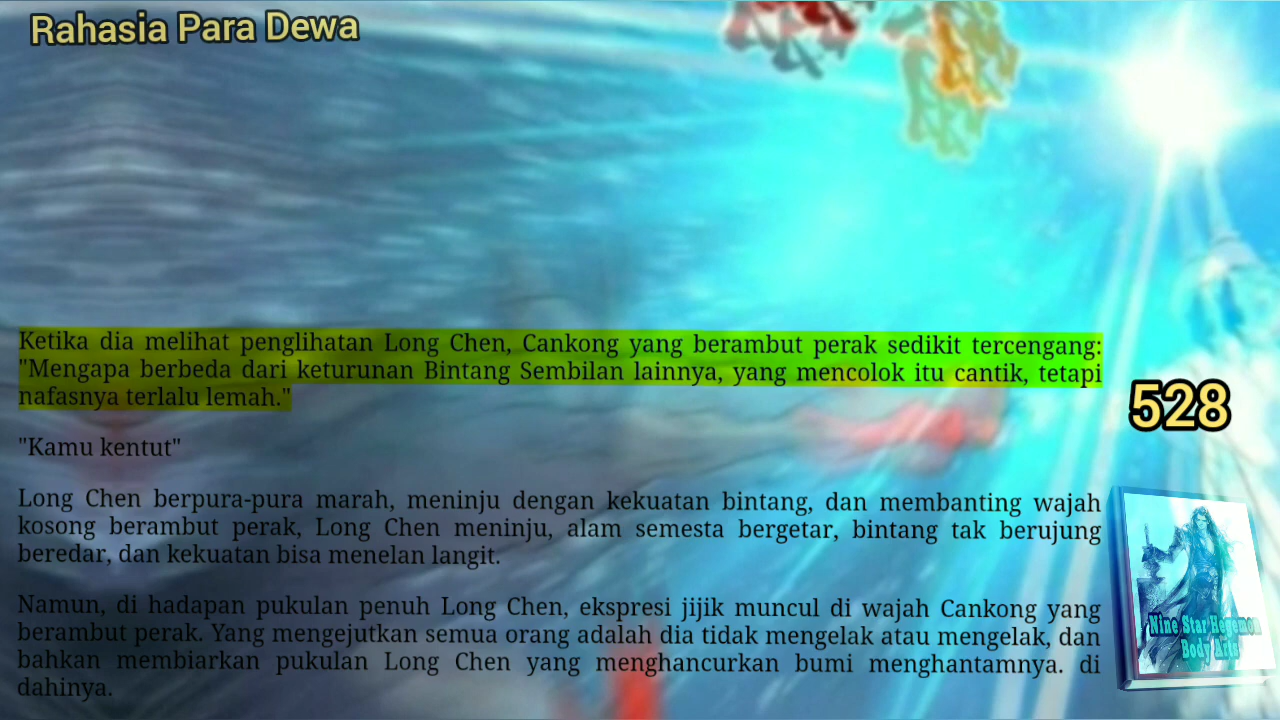 Rahasia Para Dewa
Ketika dia melihat penglihatan Long Chen, Cankong yang berambut perak sedikit tercengang:
"Mengapa berbeda dari keturunan Bintang Sembilan lainnya, yang mencolok itu cantik, tetapi
nafasnya terlalu lemah."
"Kamu kentut"
Long Chen berpura-pura marah, meninju dengan kekuatan bintang, dan membanting wajah
kosong berambut perak, Long Chen meninju, alam semesta bergetar, bintang tak berujung
beredar, dan kekuatan bisa menelan langit.
Namun, di hadapan pukulan penuh Long Chen, ekspresi jijik muncul di wajah Cankong yang
berambut perak. Yang mengejutkan semua orang adalah dia tidak mengelak atau mengelak, dan
bahkan membiarkan pukulan Long Chen yang menghancurkan bumi menghantamnya. di
dahinya.
528
Nine Star Hegemon
Body Arts